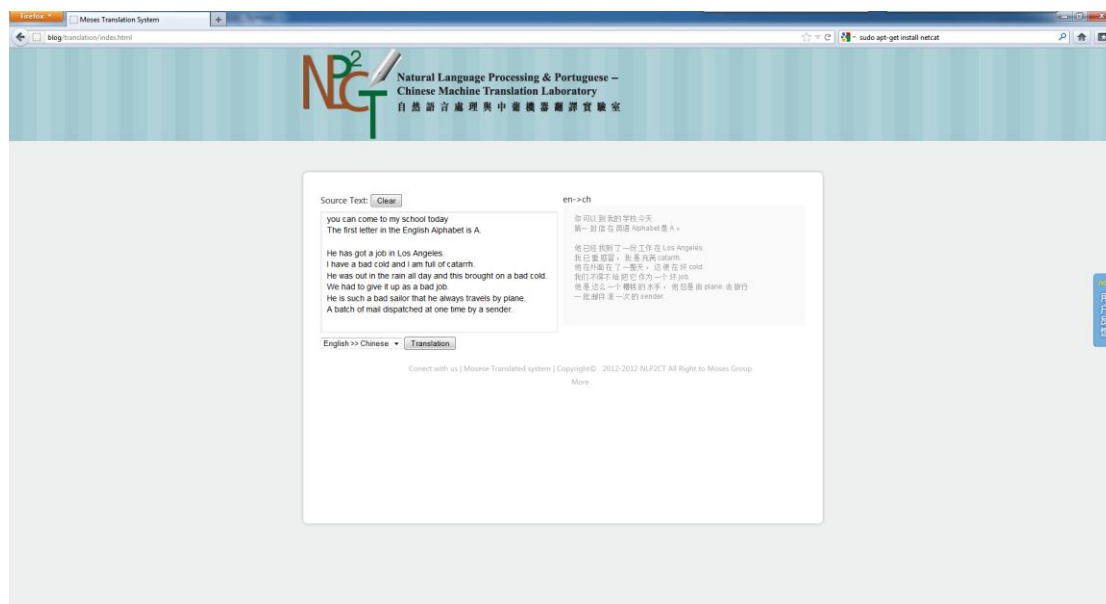 Firefox
Moses Translation System
blog/translation/index.html
sudo apt-get install netcat
NLP²CT
Natural Language Processing & Portuguese –
Chinese Machine Translation Laboratory
自然語言處理與中葡機器翻譯實驗室
Source Text: Clear
en->ch
you can come to my school today
The first letter in the English Alphabet is A.
He has got a job in Los Angeles.
I have a bad cold and I am full of catarrh.
He was out in the rain all day and this brought on a bad cold.
We had to give it up as a bad job.
He is such a bad sailor that he always travels by plane.
A batch of mail dispatched at one time by a sender.
你可以到我的学校今天
第一封信在英语 Alphabet 是 A 。
他已经找到了一份工作在 Los Angeles.
我已重感冒， 我是充满 catarrh.
他在外面在了一整天， 这使在坏 cold.
我们不得不给把它作为一个坏 job.
他是这么一个糟糕的水手， 他总是由 plane. 去旅行
一批邮件 一次的 sender.
English >> Chinese Translation
Conect with us | Mosese Translated system | Copyright© 2012-2012 NLP2CT All Right to Moses Group.
More
用户反馈